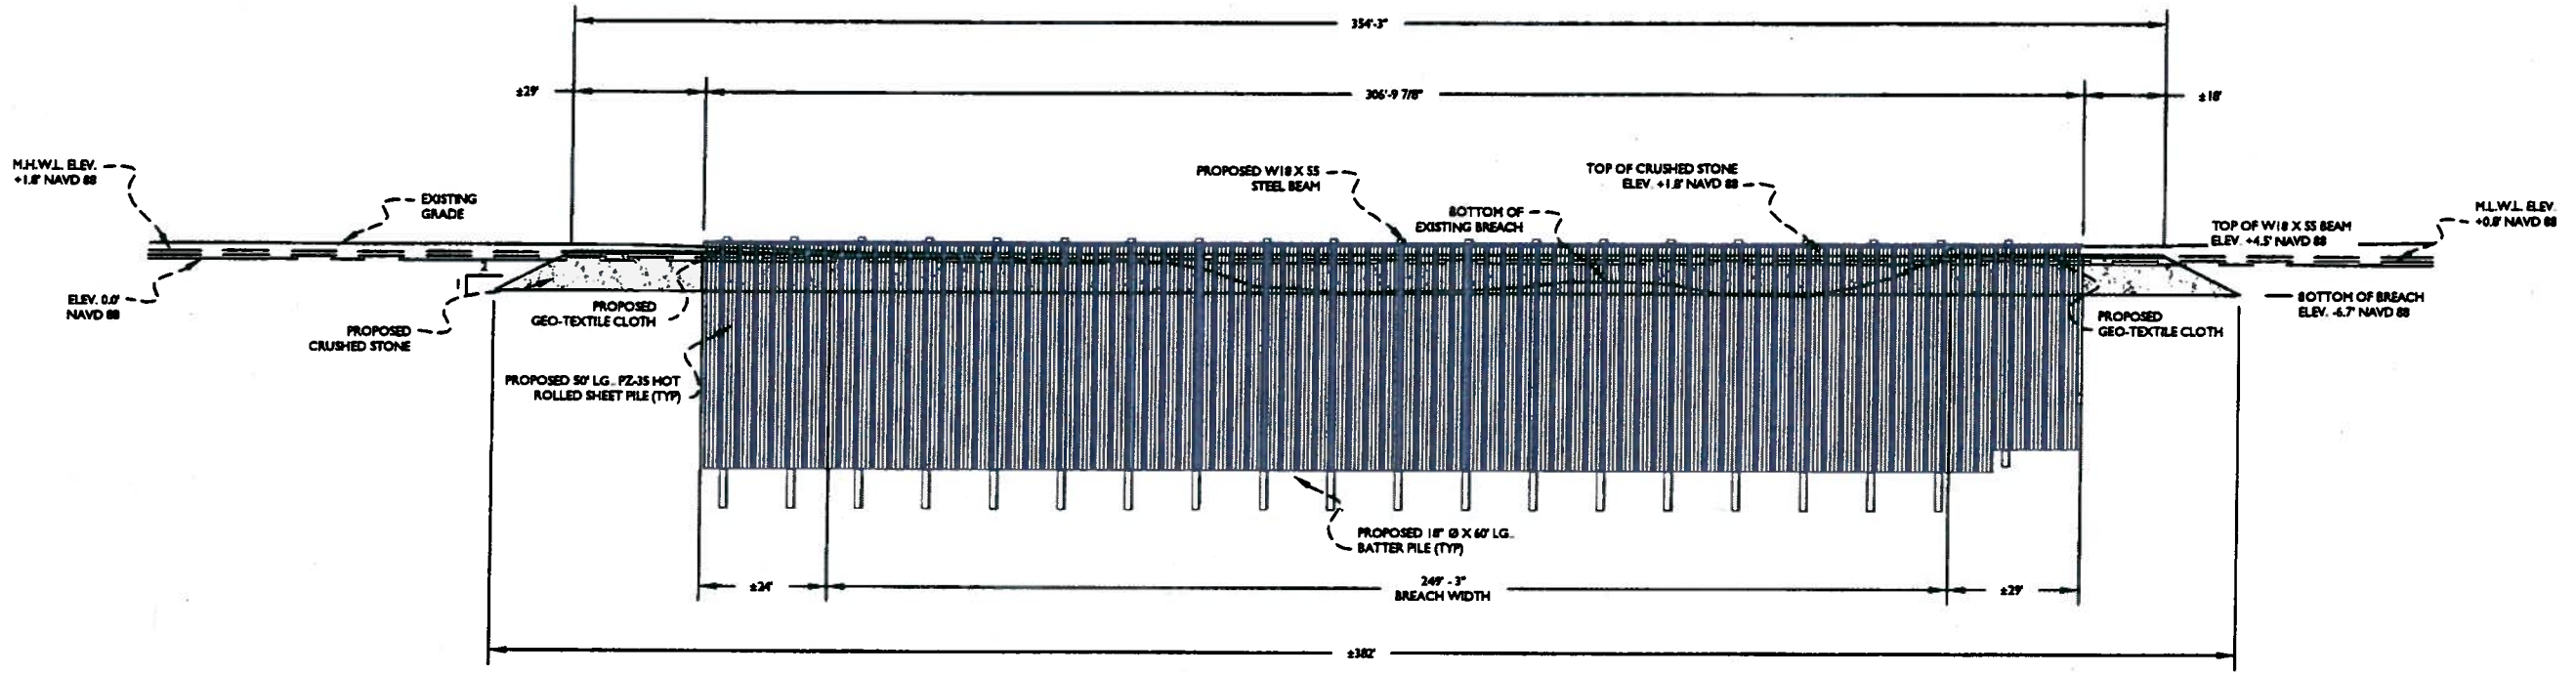 354'-3"
±29'
306'-9 7/8"
±18'
M.H.W.L. ELEV.
+1.8' NAVD 88
EXISTING
GRADE
PROPOSED W18 X 55
STEEL BEAM
TOP OF CRUSHED STONE
ELEV. +1.8' NAVD 88
BOTTOM OF
EXISTING BREACH
M.L.W.L. ELEV.
+0.8' NAVD 88
TOP OF W18 X 55 BEAM
ELEV. +4.5' NAVD 88
ELEV. 0.0'
NAVD 88
1
PROPOSED
CRUSHED STONE
PROPOSED
GEO-TEXTILE CLOTH
BOTTOM OF BREACH
ELEV. -6.7' NAVD 88
PROPOSED
GEO-TEXTILE CLOTH
PROPOSED 50' LG. PZ-35 HOT
ROLLED SHEET PILE (TYP)
PROPOSED 18" Ø X 60' LG.
BATTER PILE (TYP)
±24'
249' - 3"
BREACH WIDTH
±29'
±382'